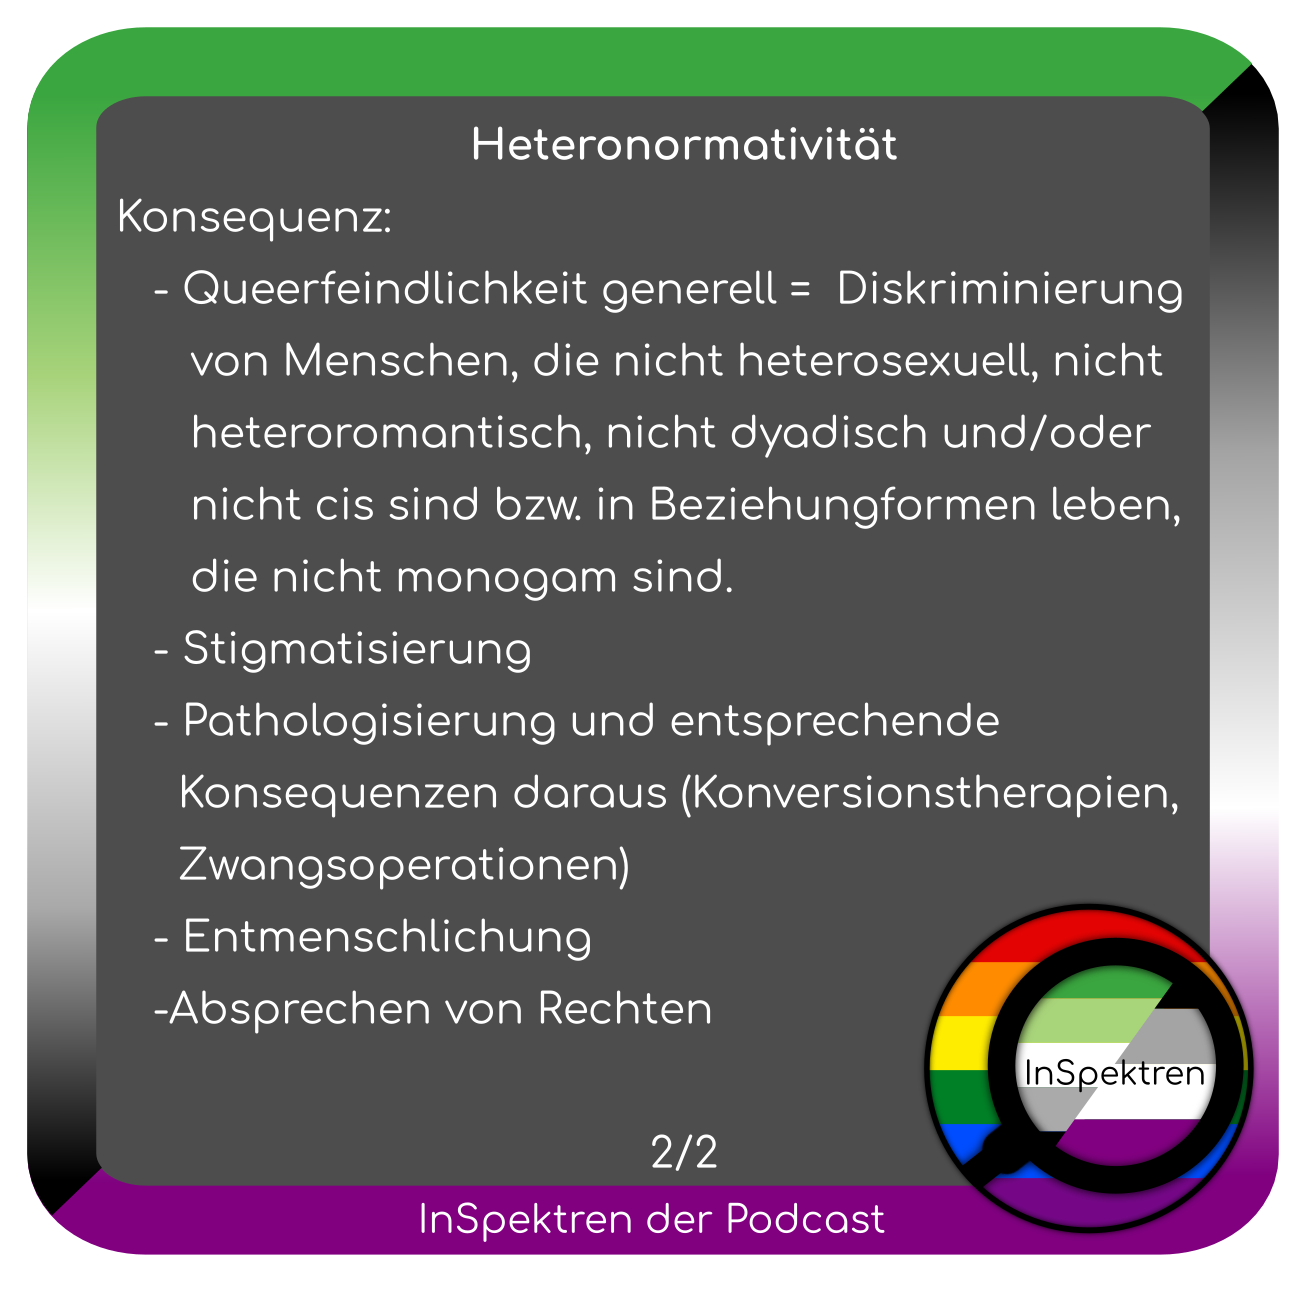 Heteronormativität
Konsequenz:
- Queerfeindlichkeit generell = Diskriminierung
von Menschen, die nicht heterosexuell, nicht
heteroromantisch, nicht dyadisch und/oder
nicht cis sind bzw. in Beziehungformen leben,
die nicht monogam sind.
- Stigmatisierung
- Pathologisierung und entsprechende
Konsequenzen daraus (Konversionstherapien,
Zwangsoperationen)
- Entmenschlichung
-Absprechen von Rechten
InSpektren
2/2
InSpektren der Podcast